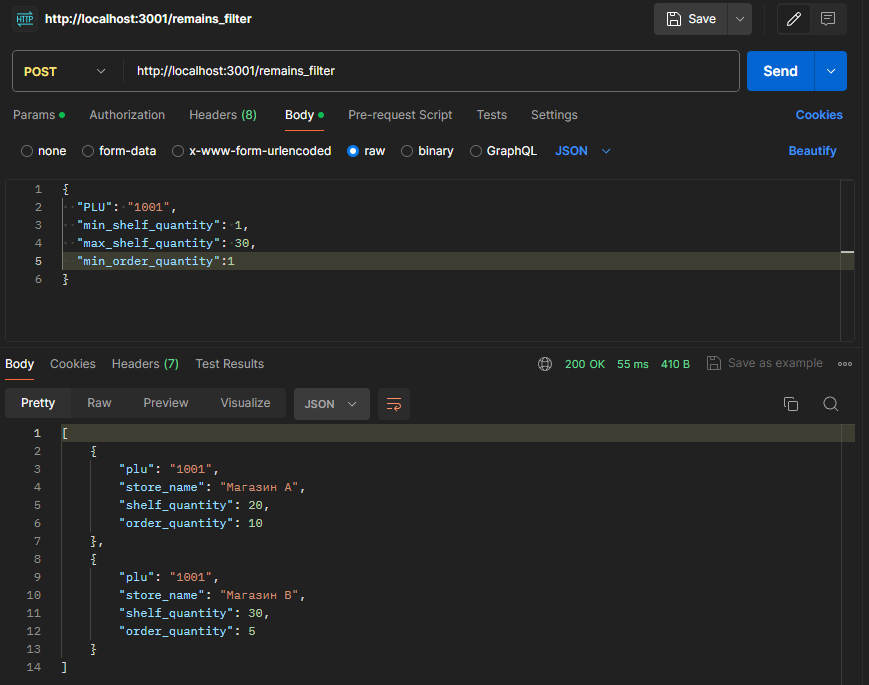 HTTP http://localhost:3001/remains_filter Save
POST http://localhost:3001/remains_filter Send
Params Authorization Headers (8) Body Pre-request Script Tests Settings Cookies
none form-data x-www-form-urlencoded raw binary GraphQL JSON Beautify
1 {
2 "PLU": "1001",
3 "min_shelf_quantity": 1,
4 "max_shelf_quantity": 30,
5 "min_order_quantity":1
6 }
Body Cookies Headers (7) Test Results 200 OK 55 ms 410 B Save as example
Pretty Raw Preview Visualize JSON
1 [
2 {
3 "plu": "1001",
4 "store_name": "Магазин A",
5 "shelf_quantity": 20,
6 "order_quantity": 10
7 },
8 {
9 "plu": "1001",
10 "store_name": "Магазин B",
11 "shelf_quantity": 30,
12 "order_quantity": 5
13 }
14 ]